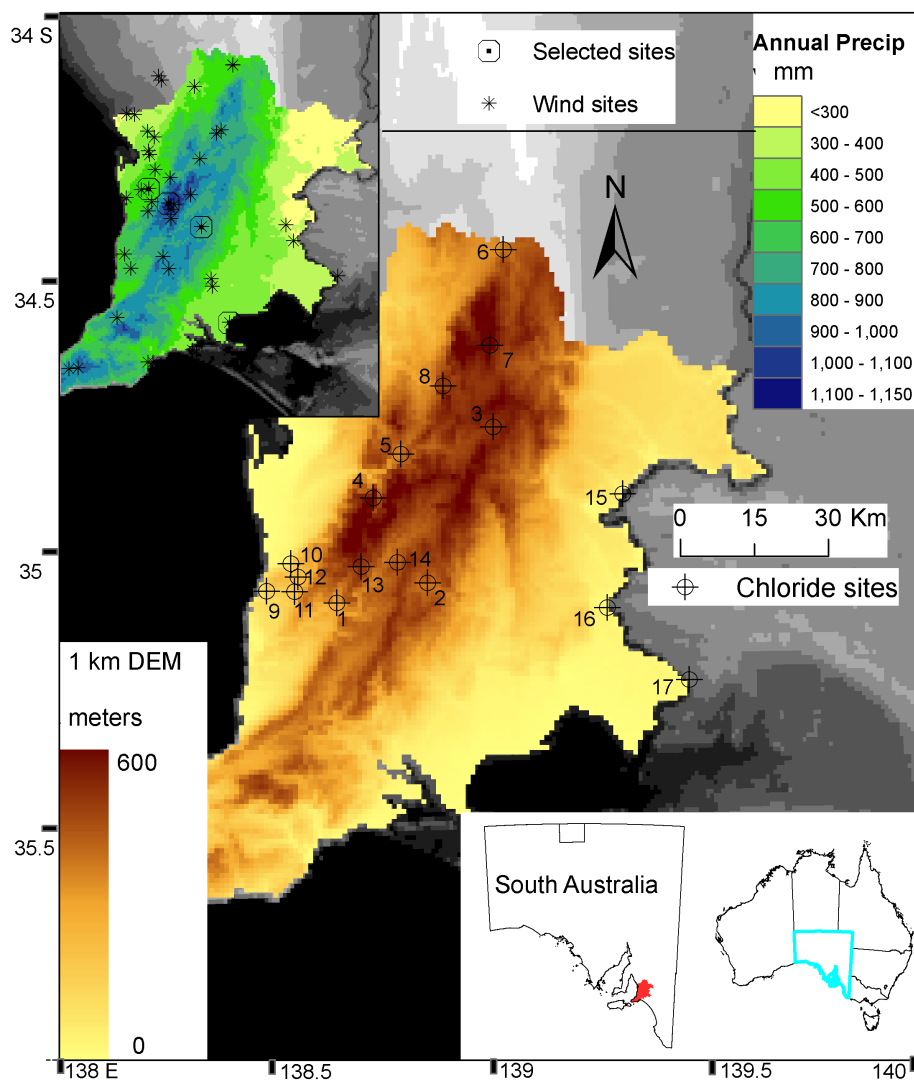 34 S
34.5
35
35.5
Selected sites
Wind sites
Annual Precip
mm
<300
300 - 400
400 - 500
500 - 600
600 - 700
700 - 800
800 - 900
900 - 1,000
1,000 - 1,100
1,100 - 1,150
N
6
7
8
3
5
4
15
10
12
14
13
2
9
11
1
16
17
0 15 30 Km
Chloride sites
1 km DEM
meters
600
0
South Australia
138 E
138.5
139
139.5
140